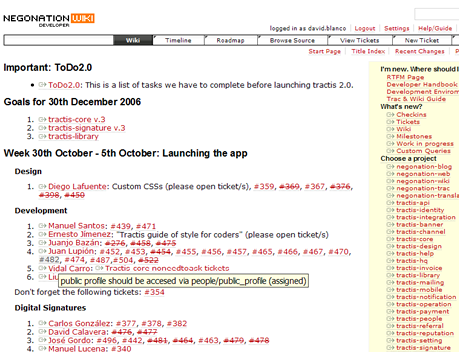 NEGONATION WIKI
DEVELOPER
logged in as david.blanco Logout Settings Help/Guide
Wiki Timeline Roadmap Browse Source View Tickets New Ticket
Start Page Title Index Recent Changes
Important: ToDo2.0
ToDo2.0: This is a list of tasks we have to complete before launching tractis 2.0.
Goals for 30th December 2006
1. tractis-core v.3
2. tractis-signature v.3
3. tractis-library
Week 30th October - 5th October: Launching the app
Design
1. Diego Lafuente: Custom CSSs (please open ticket/s), #359, #369, #367, #376,
#398, #450
Development
1. Manuel Santos: #439, #471
2. Ernesto Jiménez: "Tractis guide of style for coders" (please open ticket/s)
3. Juanjo Bazán: #276, #458, #475
4. Juan Lupión: #452, #453, #454, #455, #456, #457, #465, #466, #467, #470,
#482, #474, #487, #504, #522
5. Vidal Carro: Tractis core nonfeedback tickets
public profile should be accesed via people/public_profile (assigned)
Don't forget the following tickets: #354
Digital Signatures
1. Carlos González: #377, #378, #382
2. David Calavera: #476, #477
3. José Gordo: #496, #442, #481, #464, #463, #479, #478
4. Manuel Lucena: #340
I'm new. Where should I
RTFM Page
Developer Handbook
Development Environm
Trac & Wiki Guide
What's new?
Checkins
Tickets
Wiki
Milestones
Work in progress
Custom Queries
Choose a project
negonation-blog
negonation-web
negonation-wiki
negonation-trac
negonation-transla
tractis-api
tractis-identity
tractis-integration
tractis-banner
tractis-channel
tractis-core
tractis-design
tractis-help
tractis-hq
tractis-invoice
tractis-library
tractis-mailing
tractis-mobile
tractis-notification
tractis-operation
tractis-payment
tractis-people
tractis-referral
tractis-reputation
tractis-setting
tractis-signature